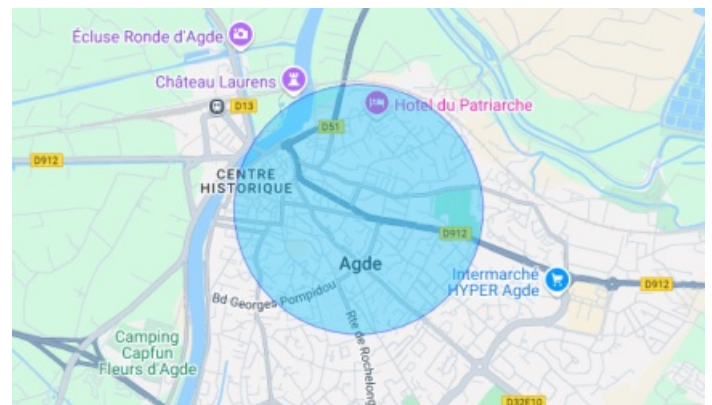 Écluse Ronde d'Agde
Château Laurens
Hotel du Patriarche
D13
D51
D912
CENTRE
HISTORIQUE
D912
Agde
Intermarché
HYPER Agde
D912
Bd Georges Pompidou
Rte de Rochelongue
Camping
Capfun
Fleurs d'Agde
D32E10